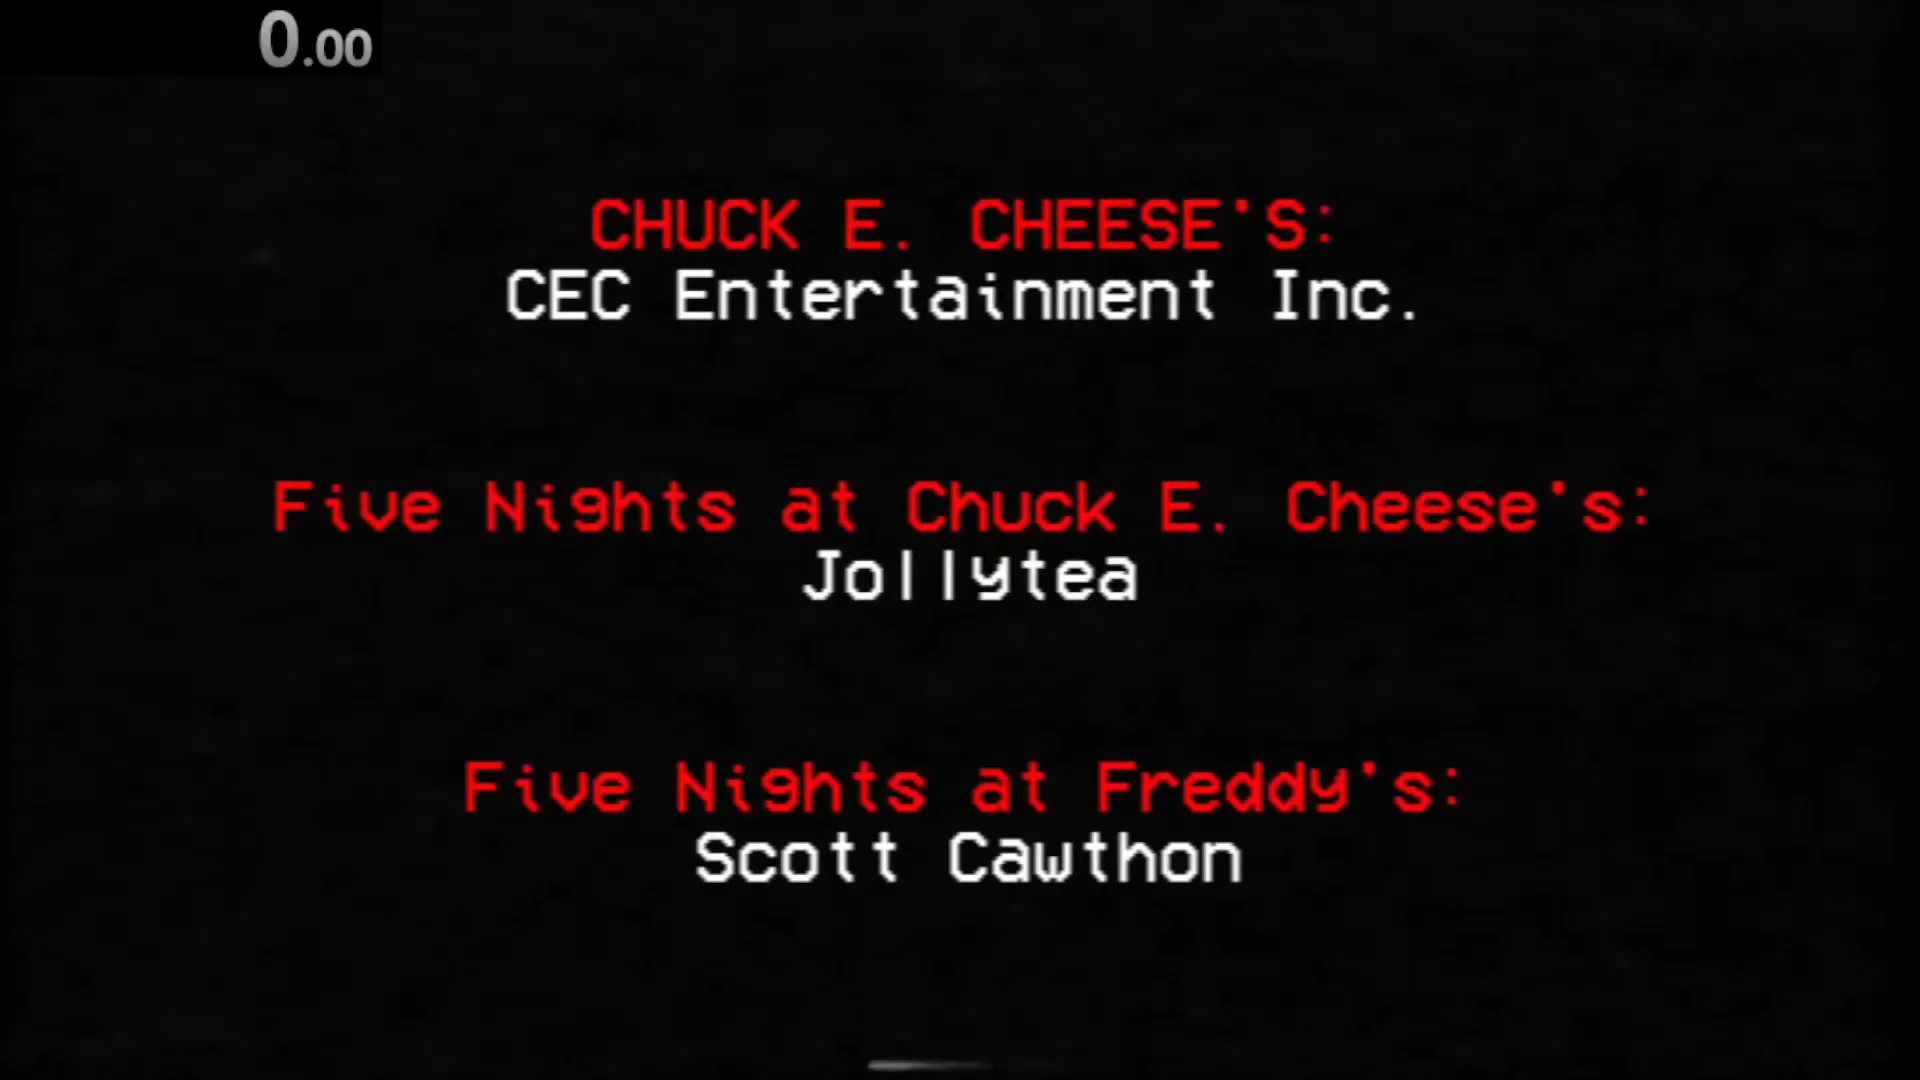 0.00
CHUCK E. CHEESE'S:
CEC Entertainment Inc.
Five Nights at Chuck E. Cheese's:
Jollytea
Five Nights at Freddy's:
Scott Cawthon